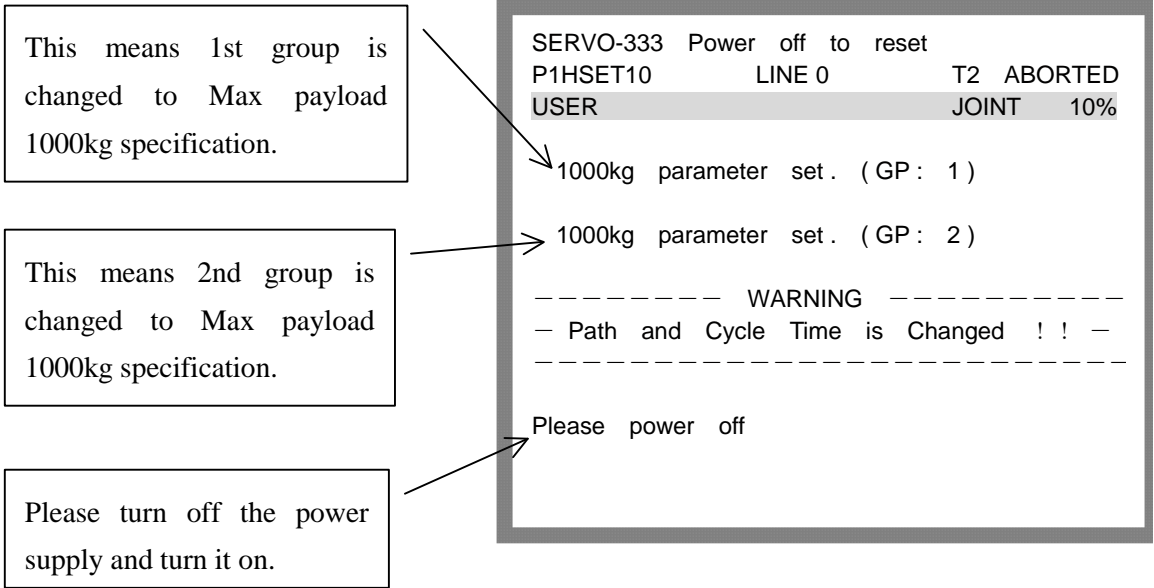 This means 1st group is
changed to Max payload
1000kg specification.
This means 2nd group is
changed to Max payload
1000kg specification.
Please turn off the power
supply and turn it on.
SERVO-333 Power off to reset
P1HSET10 LINE 0 T2 ABORTED
USER JOINT 10%
1000kg parameter set. (GP: 1)
1000kg parameter set. (GP: 2)
———————— WARNING ——————————
— Path and Cycle Time is Changed !! —
—————————————————————————
Please power off